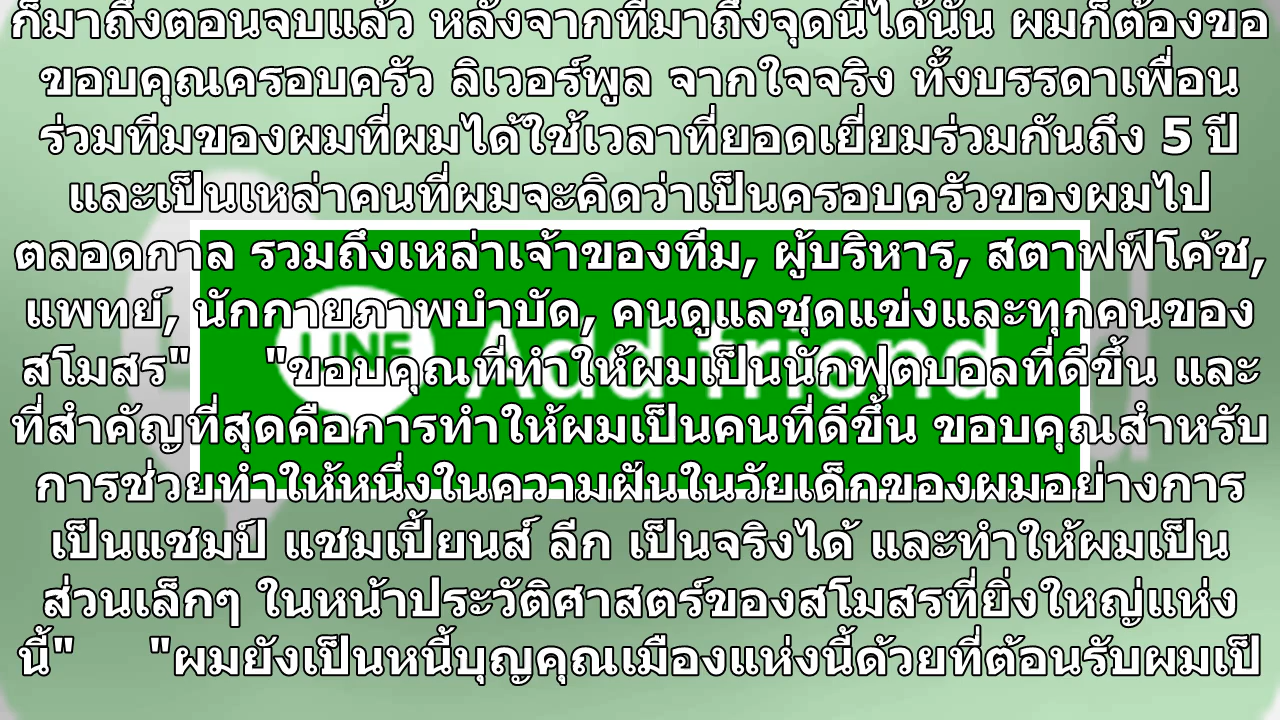 ก็มาถึงตอนจบแล้ว หลังจากที่มาถึงจุดนี้ได้นั้น ผมก็ต้องขอ
ขอบคุณครอบครัว ลิเวอร์พูล จากใจจริง ทั้งบรรดาเพื่อน
ร่วมทีมของผมที่ผมได้ใช้เวลาที่ยอดเยี่ยมร่วมกันถึง 5 ปี
และเป็นเหล่าคนที่ผมจะคิดว่าเป็นครอบครัวของผมไป
ตลอดกาล รวมถึงเหล่าเจ้าของทีม, ผู้บริหาร, สตาฟฟ์โค้ช,
แพทย์, นักกายภาพบำบัด, คนดูแลชุดแข่งและทุกคนของ
สโมสร" "ขอบคุณที่ทำให้ผมเป็นนักฟุตบอลที่ดีขึ้น และ
ที่สำคัญที่สุดคือการทำให้ผมเป็นคนที่ดีขึ้น ขอบคุณสำหรับ
การช่วยทำให้หนึ่งในความฝันในวัยเด็กของผมอย่างการ
เป็นแชมป์ แชมเปี้ยนส์ ลีก เป็นจริงได้ และทำให้ผมเป็น
ส่วนเล็กๆ ในหน้าประวัติศาสตร์ของสโมสรที่ยิ่งใหญ่แห่ง
นี้" "ผมยังเป็นหนี้บุญคุณเมืองแห่งนี้ด้วยที่ต้อนรับผมเป็
LINE Add friend